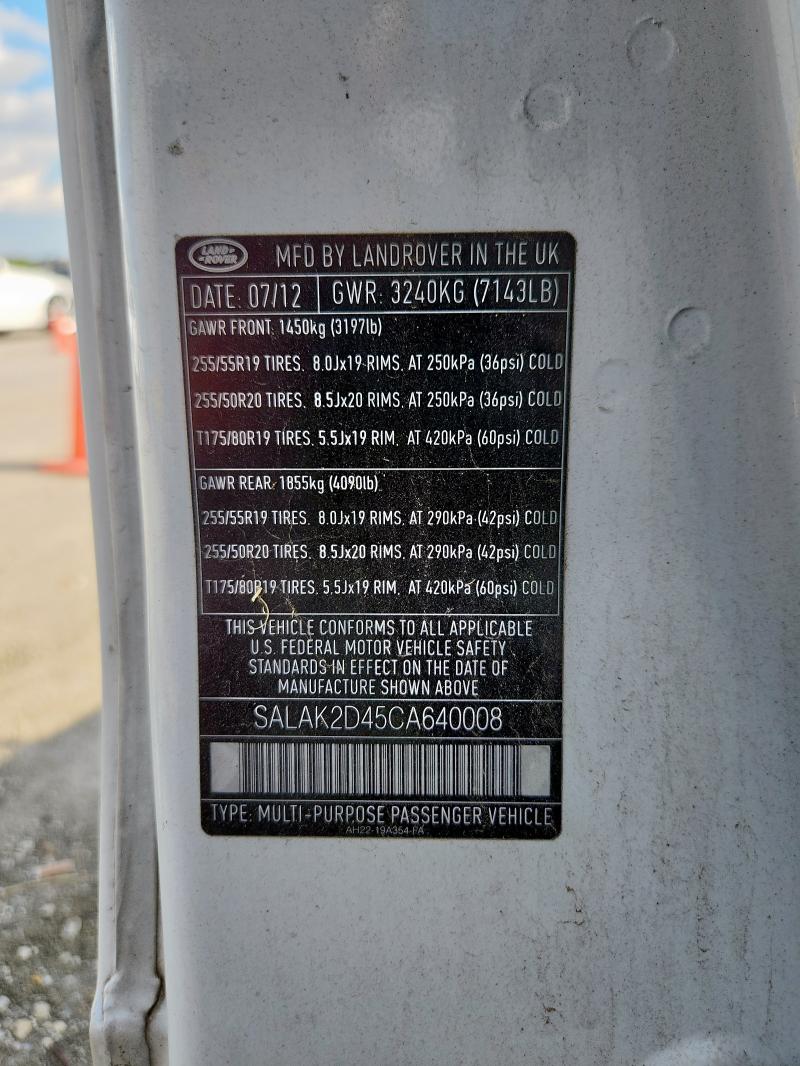 LAND-
-ROVER
MFD BY LANDROVER IN THE UK
DATE: 07/12 GWR: 3240KG (7143LB)
GAWR FRONT: 1450kg (3197lb)
255/55R19 TIRES. 8.0Jx19 RIMS, AT 250kPa (36psi) COLD
255/50R20 TIRES. 8.5Jx20 RIMS, AT 250kPa (36psi) COLD
T175/80R19 TIRES. 5.5Jx19 RIM, AT 420kPa (60psi) COLD
GAWR REAR: 1855kg (4090lb)
255/55R19 TIRES. 8.0Jx19 RIMS, AT 290kPa (42psi) COLD
255/50R20 TIRES. 8.5Jx20 RIMS, AT 290kPa (42psi) COLD
T175/80R19 TIRES. 5.5Jx19 RIM, AT 420kPa (60psi) COLD
THIS VEHICLE CONFORMS TO ALL APPLICABLE
U.S. FEDERAL MOTOR VEHICLE SAFETY
STANDARDS IN EFFECT ON THE DATE OF
MANUFACTURE SHOWN ABOVE
SALAK2D45CA640008
TYPE: MULTI-PURPOSE PASSENGER VEHICLE
AH22-19A354-FA